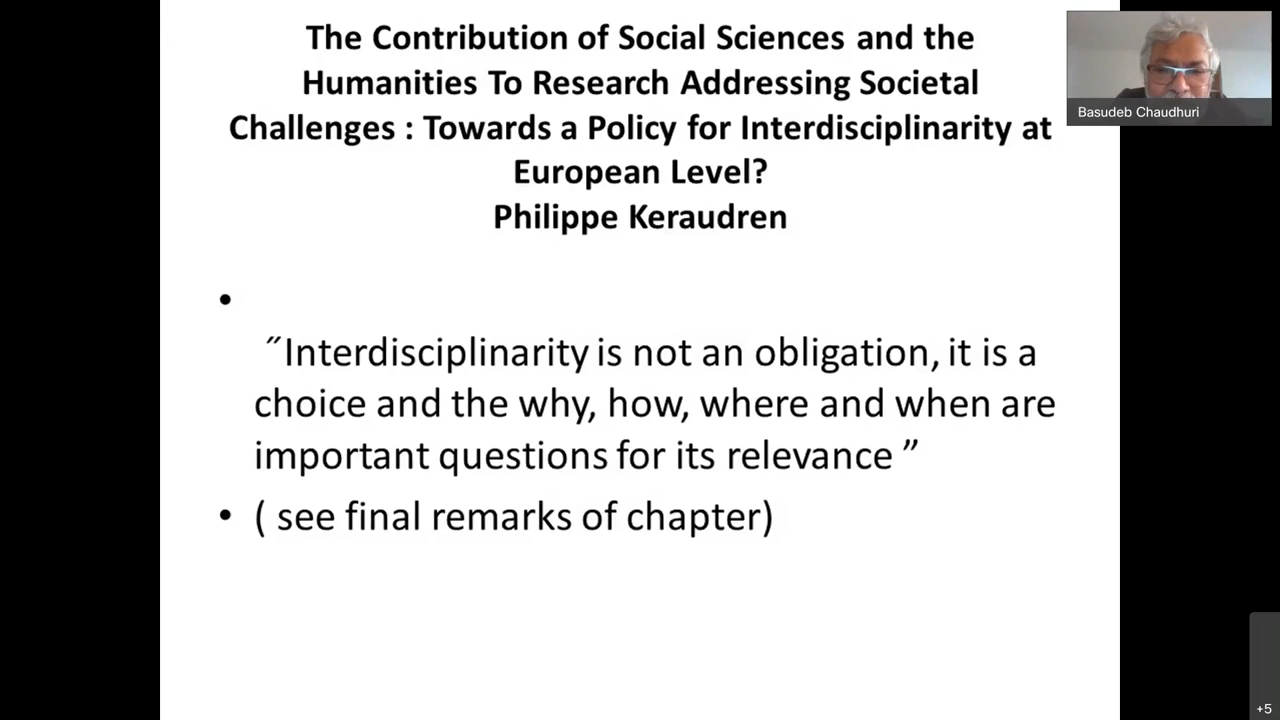 The Contribution of Social Sciences and the
Humanities To Research Addressing Societal
Challenges : Towards a Policy for Interdisciplinarity at
European Level?
Philippe Keraudren
Basudeb Chaudhuri
•
˝Interdisciplinarity is not an obligation, it is a
choice and the why, how, where and when are
important questions for its relevance ”
• ( see final remarks of chapter)
+5